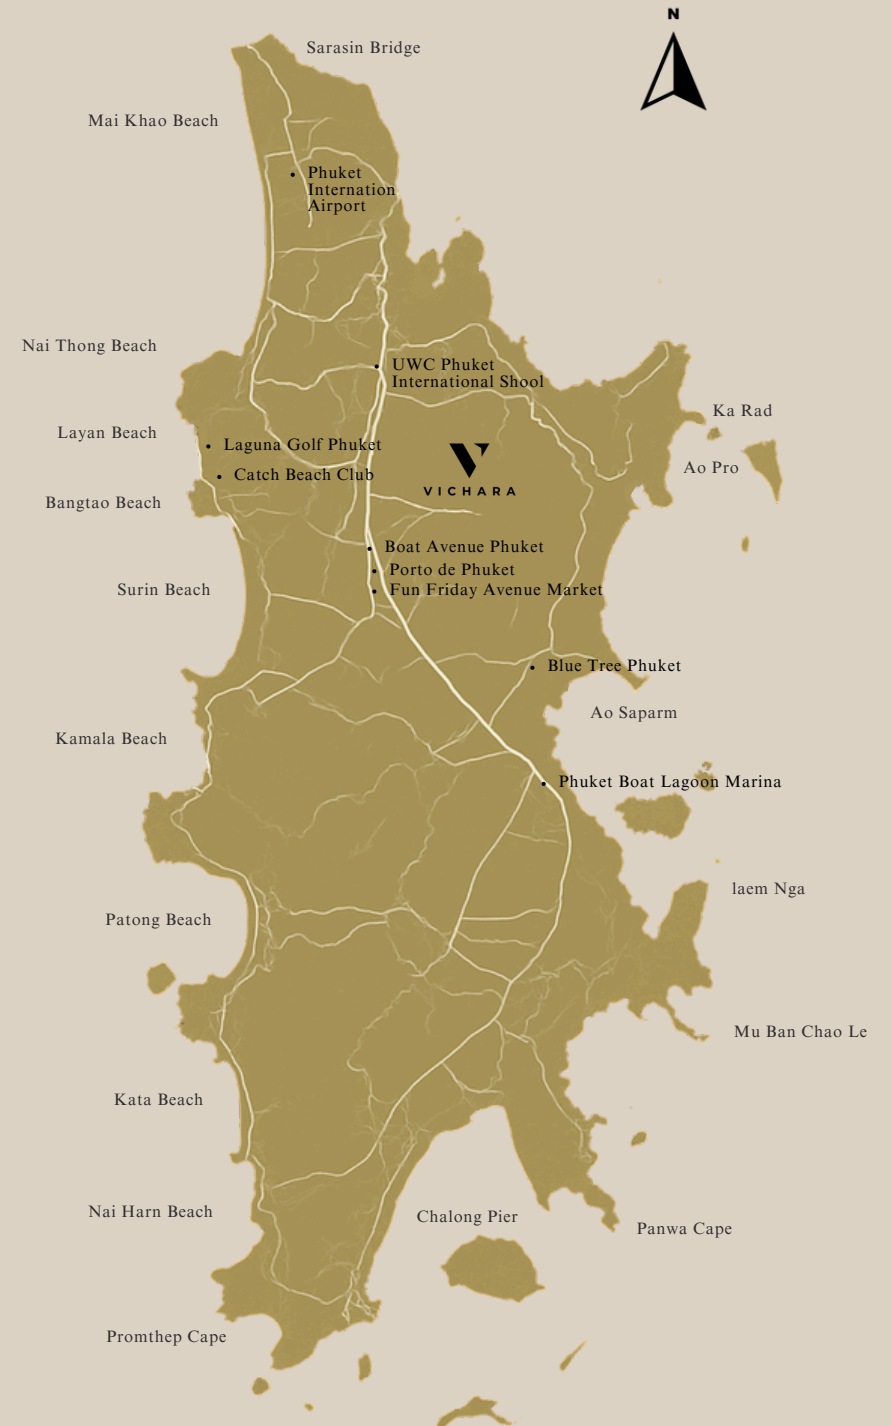 N
Sarasin Bridge
Mai Khao Beach
Phuket
Internation
Airport
Nai Thong Beach
UWC Phuket
International Shool
Ka Rad
Layan Beach
Laguna Golf Phuket
Ao Pro
Catch Beach Club
VICHARA
Bangtao Beach
Boat Avenue Phuket
Porto de Phuket
Surin Beach
Fun Friday Avenue Market
Blue Tree Phuket
Ao Saparm
Kamala Beach
Phuket Boat Lagoon Marina
laem Nga
Patong Beach
Mu Ban Chao Le
Kata Beach
Nai Harn Beach
Chalong Pier
Panwa Cape
Promthep Cape